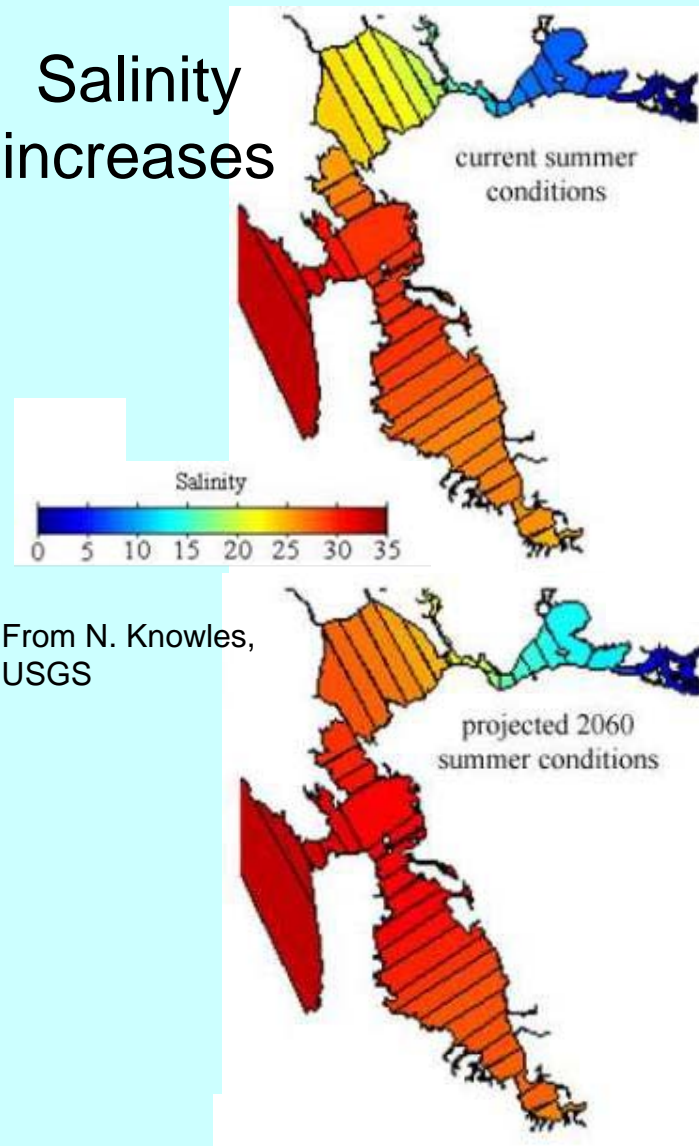 Salinity
increases
current summer
conditions
Salinity
0 5 10 15 20 25 30 35
From N. Knowles,
USGS
projected 2060
summer conditions